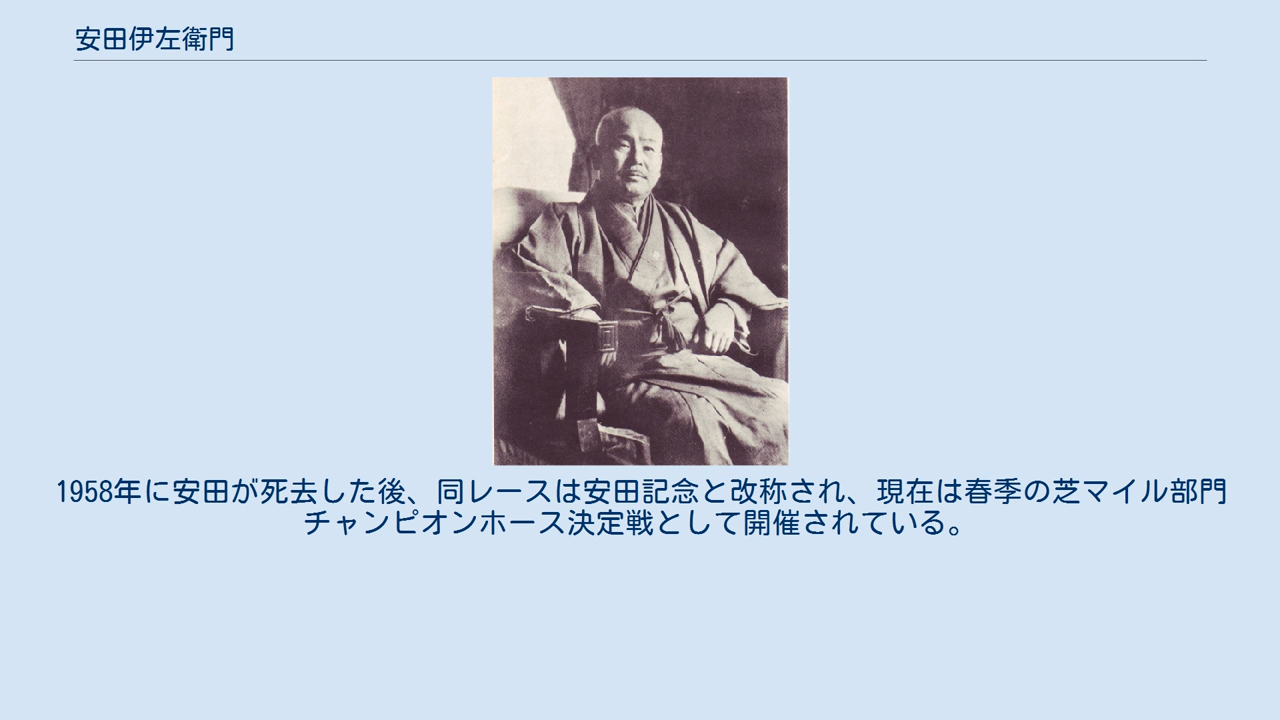 安田伊左衛門
1958年に安田が死去した後、同レースは安田記念と改称され、現在は春季の芝マイル部門
チャンピオンホース決定戦として開催されている。